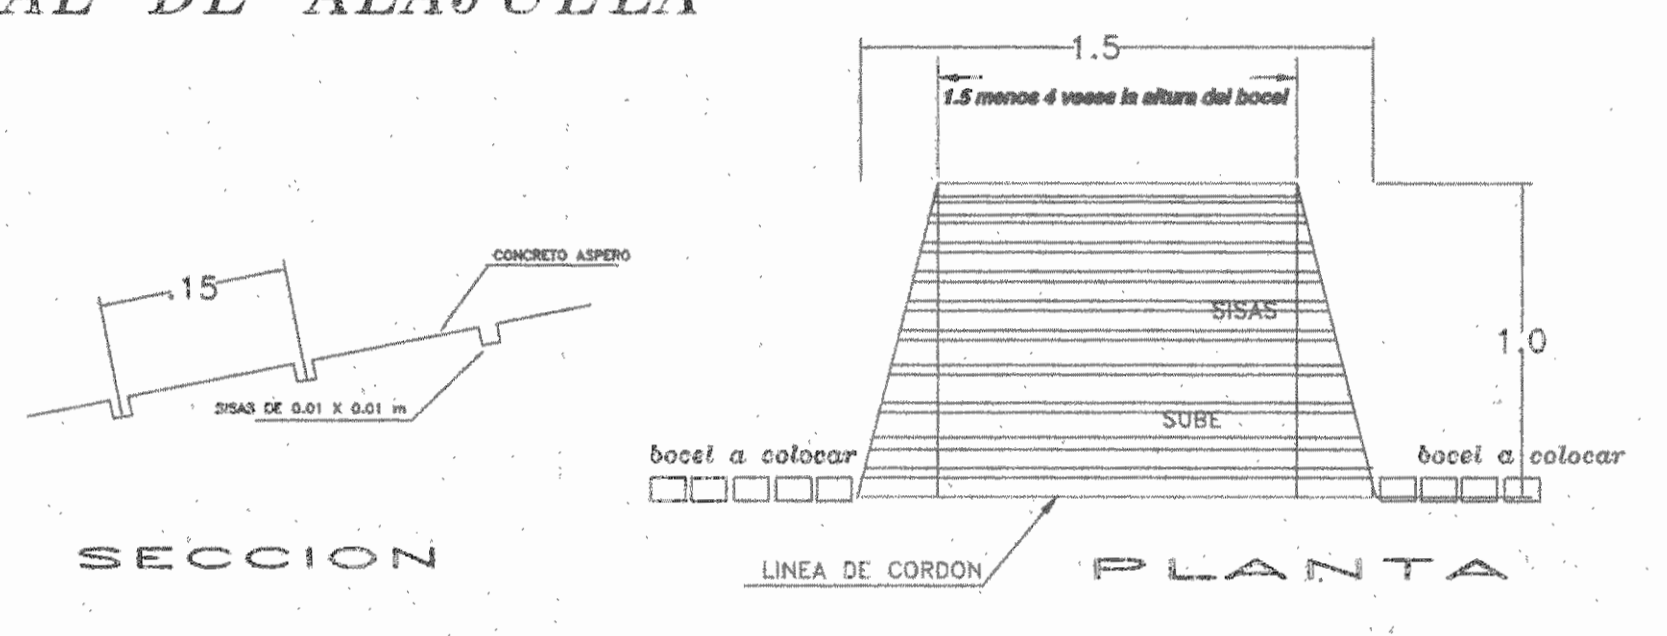 AL DE ALAJUELA
1.5
1.5 menos 4 veses la altura del bocel
CONCRETO ASPERO
.15
SISAS
1.0
SISAS DE 0.01 X 0.01 m
SUBE
bocel a colocar
bocel a colocar
SECCION
LINEA DE CORDON
PLANTA